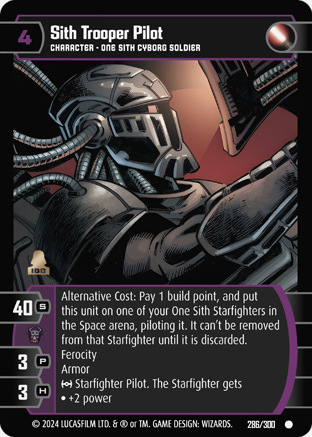 4
Sith Trooper Pilot
CHARACTER - ONE SITH CYBORG SOLDIER
100
40 S
3 P
3 H
Alternative Cost: Pay 1 build point, and put
this unit on one of your One Sith Starfighters in
the Space arena, piloting it. It can't be removed
from that Starfighter until it is discarded.
Ferocity
Armor
Starfighter Pilot. The Starfighter gets
• +2 power
© 2024 LUCASFILM LTD. & ® OR TM. GAME DESIGN: WIZARDS.
286/300